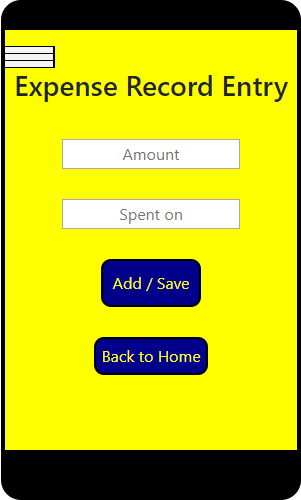 Expense Record Entry
Amount
Spent on
Add / Save
Back to Home